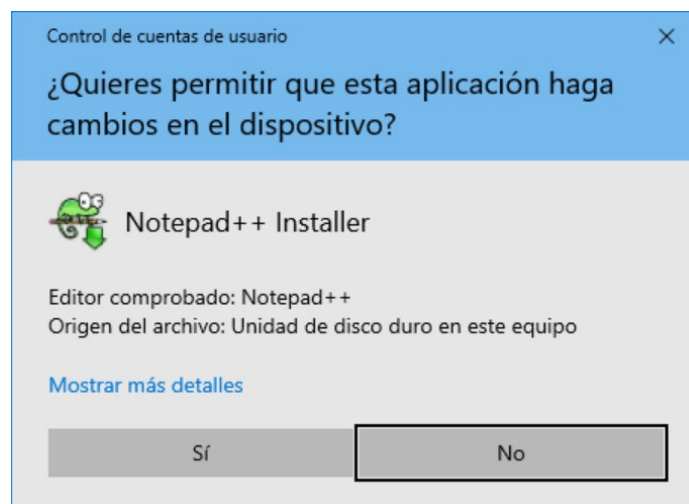 Control de cuentas de usuario
¿Quieres permitir que esta aplicación haga
cambios en el dispositivo?
Notepad++ Installer
Editor comprobado: Notepad++
Origen del archivo: Unidad de disco duro en este equipo
Mostrar más detalles
Sí
No